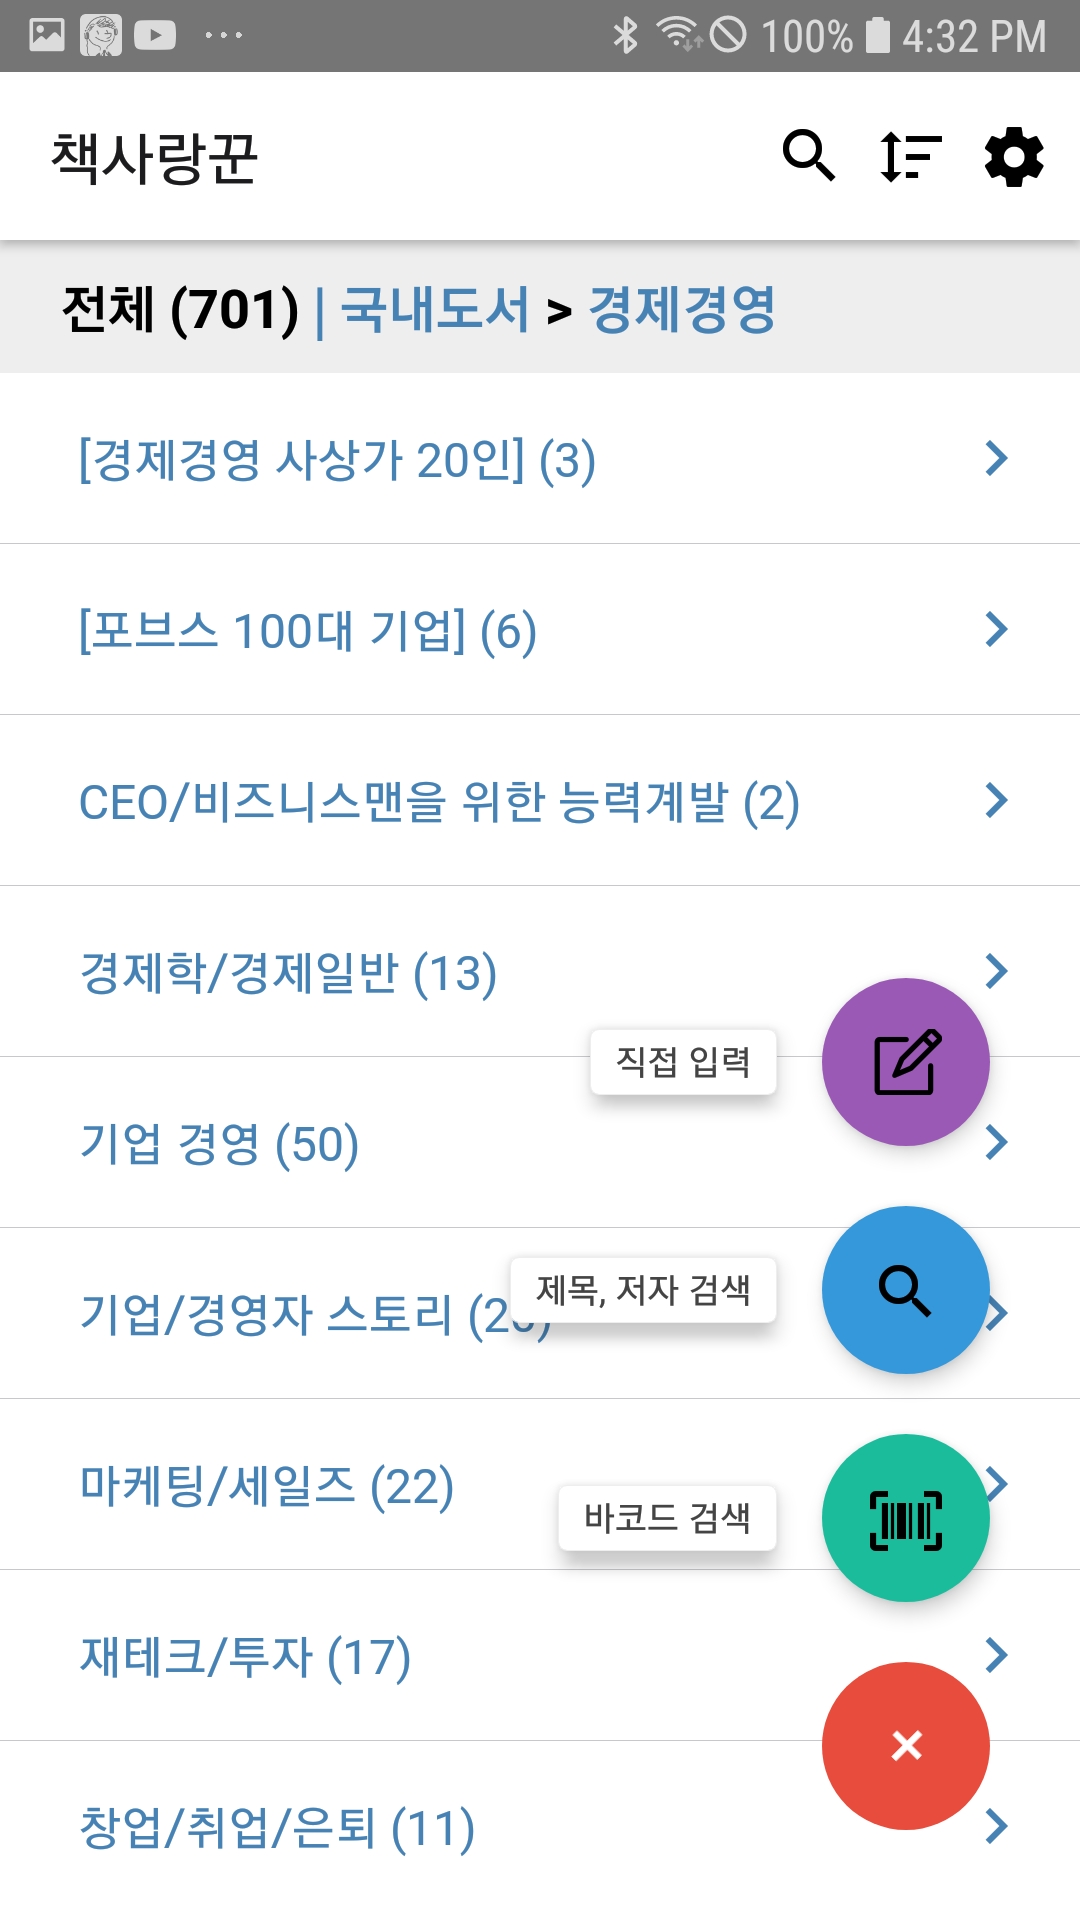 100% 4:32 PM
책사랑꾼
전체 (701) | 국내도서 > 경제경영
[경제경영 사상가 20인] (3)
[포브스 100대 기업] (6)
CEO/비즈니스맨을 위한 능력계발 (2)
경제학/경제일반 (13)
직접 입력
기업 경영 (50)
제목, 저자 검색
기업/경영자 스토리
마케팅/세일즈 (22)
바코드 검색
재테크/투자 (17)
창업/취업/은퇴 (11)